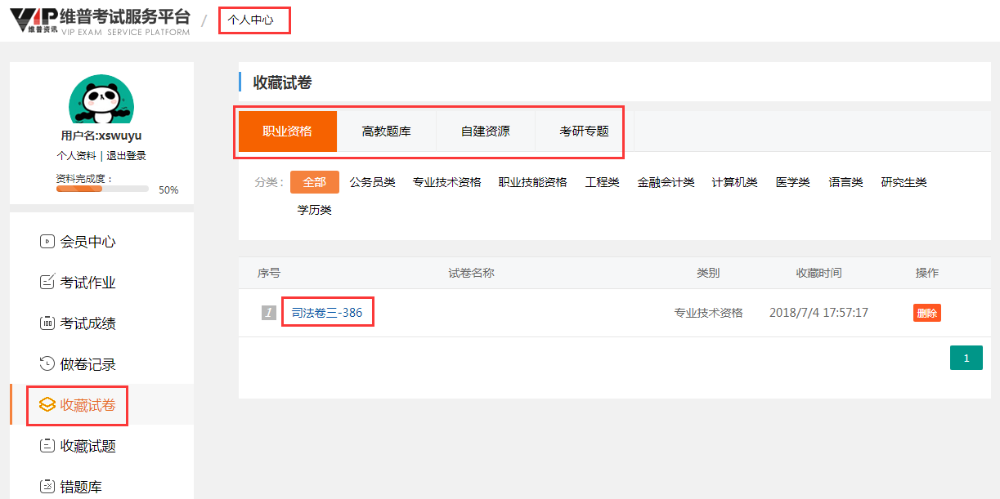 VIP维普考试服务平台 / 个人中心
维普资讯 VIP EXAM SERVICE PLATFORM
用户名:xswuyu
个人资料 | 退出登录
资料完成度：
50%
会员中心
考试作业
考试成绩
做卷记录
收藏试卷
收藏试题
错题库
收藏试卷
职业资格 高教题库 自建资源 考研专题
分类： 全部 公务员类 专业技术资格 职业技能资格 工程类 金融会计类 计算机类 医学类 语言类 研究生类
学历类
序号 试卷名称 类别 收藏时间 操作
1 司法卷三-386 专业技术资格 2018/7/4 17:57:17 删除
1